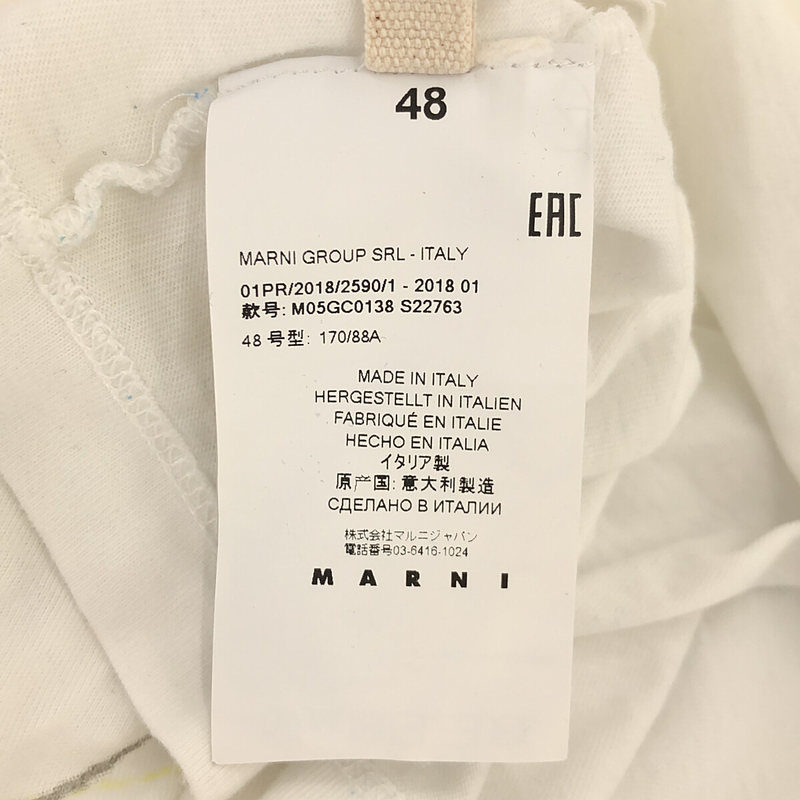 48
EAC
MARNI GROUP SRL - ITALY
01PR/2018/2590/1 - 2018 01
款号: M05GC0138 S22763
48 号型: 170/88A
MADE IN ITALY
HERGESTELLT IN ITALIEN
FABRIQUÉ EN ITALIE
HECHO EN ITALIA
イタリア製
原产国: 意大利製造
СДЕЛАНО В ИТАЛИИ
株式会社マルニジャパン
電話番号03-6416-1024
MARNI